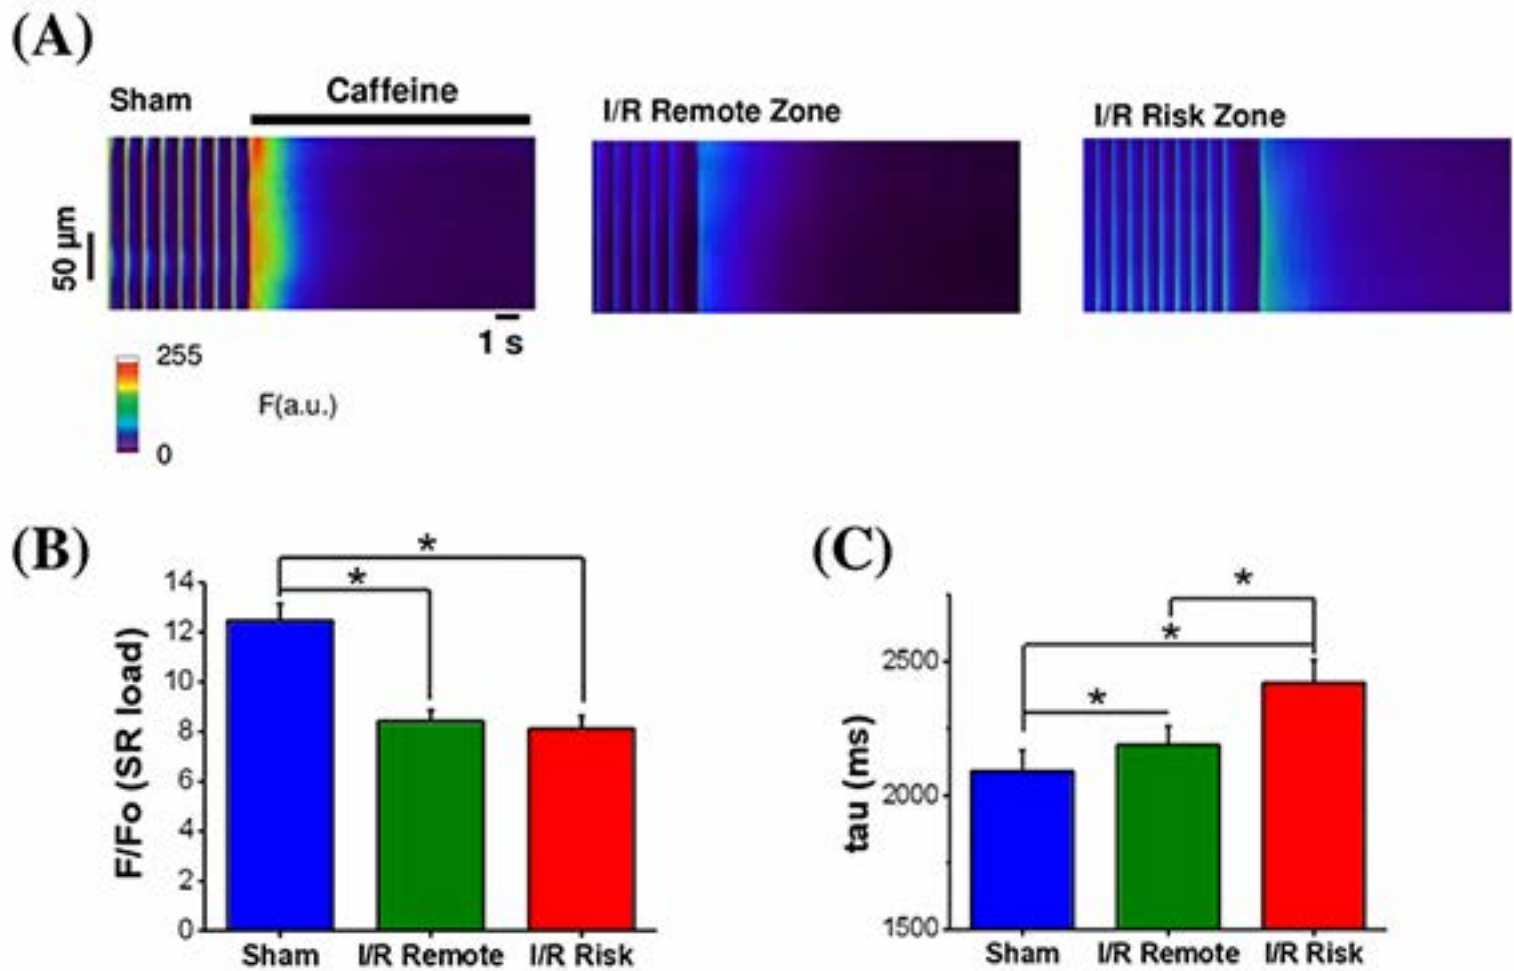 (A)
Sham
Caffeine
I/R Remote Zone
I/R Risk Zone
50 µm
1 s
255
F(a.u.)
0
(B)
*
*
14
12
10
8
6
4
2
0
F/Fo (SR load)
Sham
I/R Remote
I/R Risk
(C)
*
*
*
2500
2000
1500
tau (ms)
Sham
I/R Remote
I/R Risk